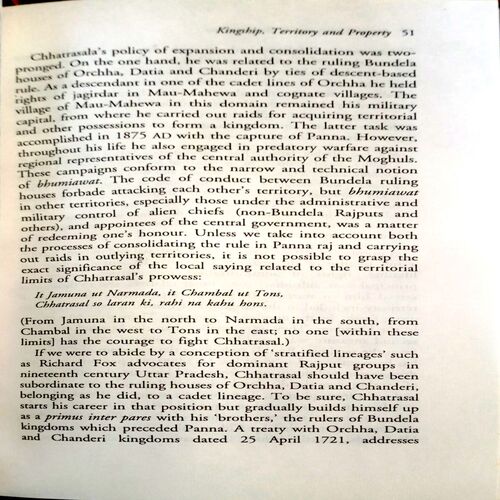 Kingship, Territory and Property 51
Chhatrasala's policy of expansion and consolidation was two-
pronged. On the one hand, he was related to the ruling Bundela
houses of Orchha, Datia and Chanderi by ties of descent-based
rule. As a descendant in one of the cadet lines of Orchha he held
rights of jagirdar in Mau-Mahewa and cognate villages. The
village of Mau-Mahewa in this domain remained his military
capital, from where he carried out raids for acquiring territorial
and other possessions to form a kingdom. The latter task was
accomplished in 1875 AD with the capture of Panna. However,
throughout his life he also engaged in predatory warfare against
regional representatives of the central authority of the Moghuls.
These campaigns conform to the narrow and technical notion
of bhumiawat. The code of conduct between Bundela ruling
houses forbade attacking each other's territory, but bhumiawat
in other territories, especially those under the administrative and
military control of alien chiefs (non-Bundela Rajputs and
others), and appointees of the central government, was a matter
of redeeming one's honour. Unless we take into account both
the processes of consolidating the rule in Panna raj and carrying
out raids in outlying territories, it is not possible to grasp the
exact significance of the local saying related to the territorial
limits of Chhatrasal's prowess:
It Jamuna ut Narmada, it Chambal ut Tons,
Chhatrasal so laran ki, rahi na kahu hons.
(From Jamuna in the north to Narmada in the south, from
Chambal in the west to Tons in the east; no one [within these
limits] has the courage to fight Chhatrasal.)
If we were to abide by a conception of 'stratified lineages' such
as Richard Fox advocates for dominant Rajput groups in
nineteenth century Uttar Pradesh, Chhatrasal should have been
subordinate to the ruling houses of Orchha, Datia and Chanderi,
belonging as he did, to a cadet lineage. To be sure, Chhatrasal
starts his career in that position but gradually builds himself up
as a primus inter pares with his 'brothers,' the rulers of Bundela
kingdoms which preceded Panna. A treaty with Orchha, Datia
and Chanderi kingdoms dated 25 April 1721, addresses